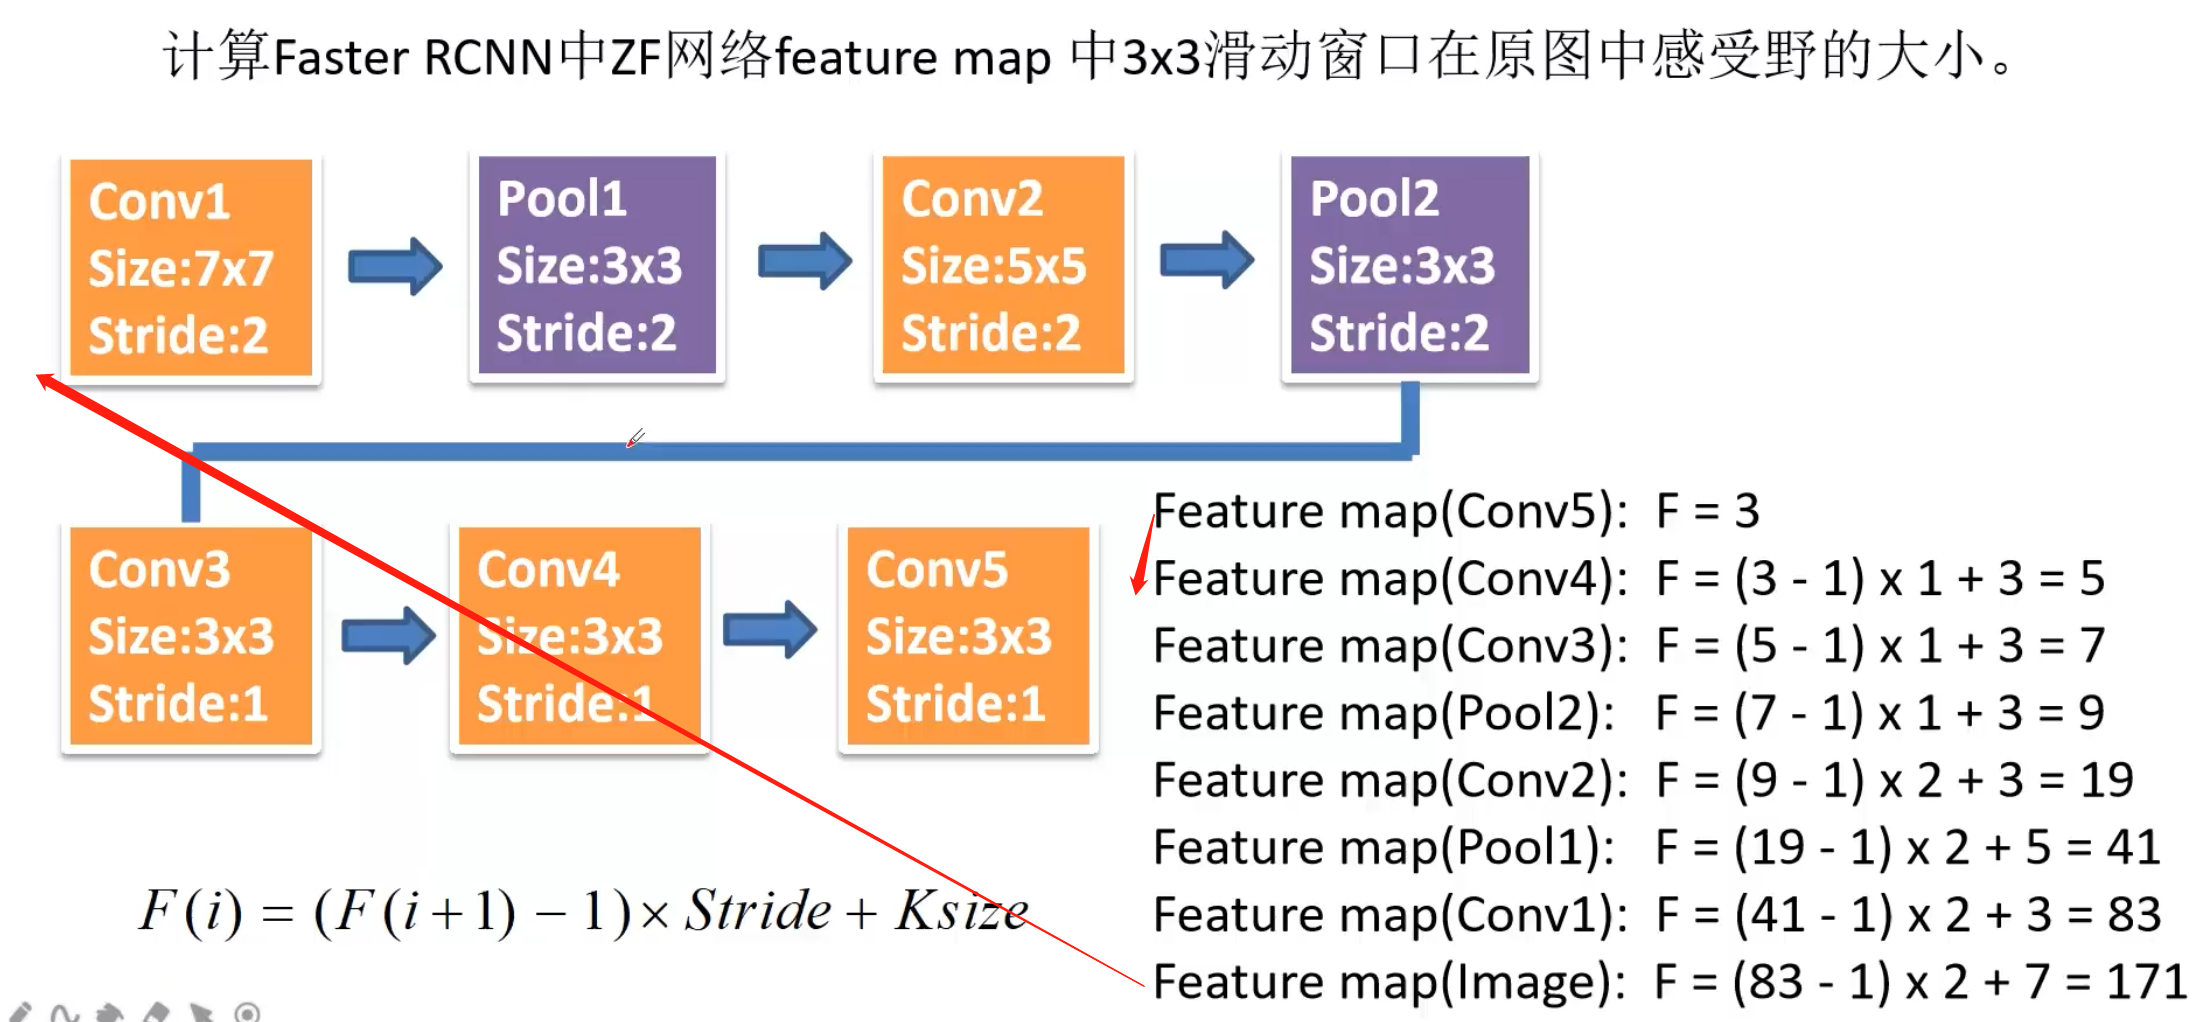 计算Faster RCNN中ZF网络feature map 中3x3滑动窗口在原图中感受野的大小。
Conv1
Size:7x7
Stride:2
Pool1
Size:3x3
Stride:2
Conv2
Size:5x5
Stride:2
Pool2
Size:3x3
Stride:2
Conv3
Size:3x3
Stride:1
Conv4
Size:3x3
Stride:1
Conv5
Size:3x3
Stride:1
F(i) = (F(i+1) − 1) × Stride + Ksize
Feature map(Conv5): F = 3
Feature map(Conv4): F = (3 - 1) x 1 + 3 = 5
Feature map(Conv3): F = (5 - 1) x 1 + 3 = 7
Feature map(Pool2): F = (7 - 1) x 1 + 3 = 9
Feature map(Conv2): F = (9 - 1) x 2 + 3 = 19
Feature map(Pool1): F = (19 - 1) x 2 + 5 = 41
Feature map(Conv1): F = (41 - 1) x 2 + 3 = 83
Feature map(Image): F = (83 - 1) x 2 + 7 = 171